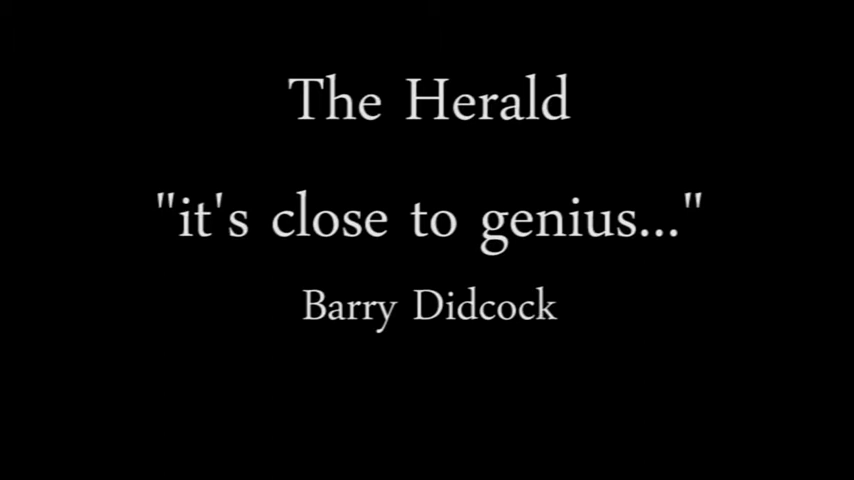 The Herald
"it's close to genius..."
Barry Didcock